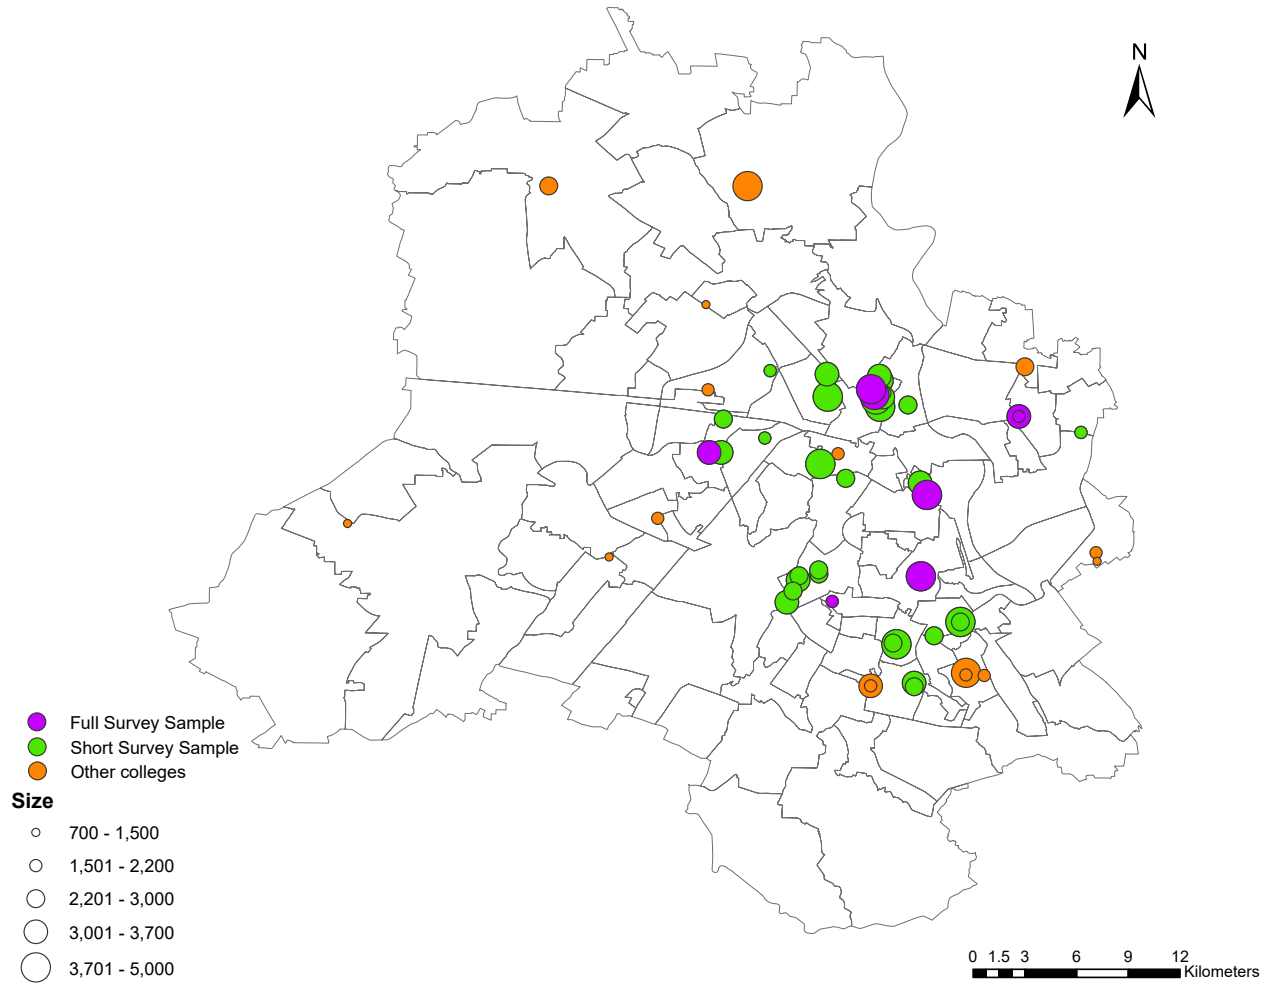 N
Full Survey Sample
Short Survey Sample
Other colleges
Size
700 - 1,500
1,501 - 2,200
2,201 - 3,000
3,001 - 3,700
3,701 - 5,000
0 1.5 3 6 9 12
Kilometers